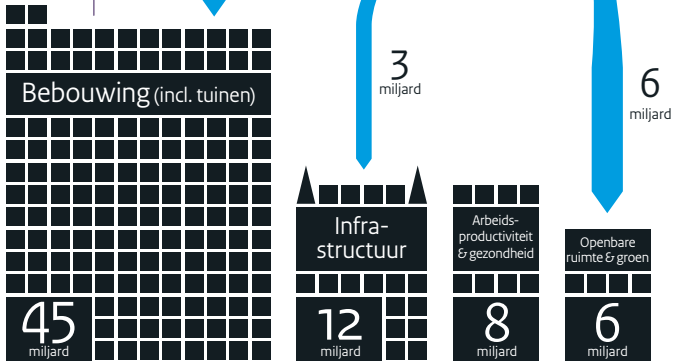 3
miljard
6
miljard
Bebouwing (incl. tuinen)
45
miljard
Infra-
structuur
12
miljard
Arbeids-
productiviteit
& gezondheid
8
miljard
Openbare
ruimte & groen
6
miljard